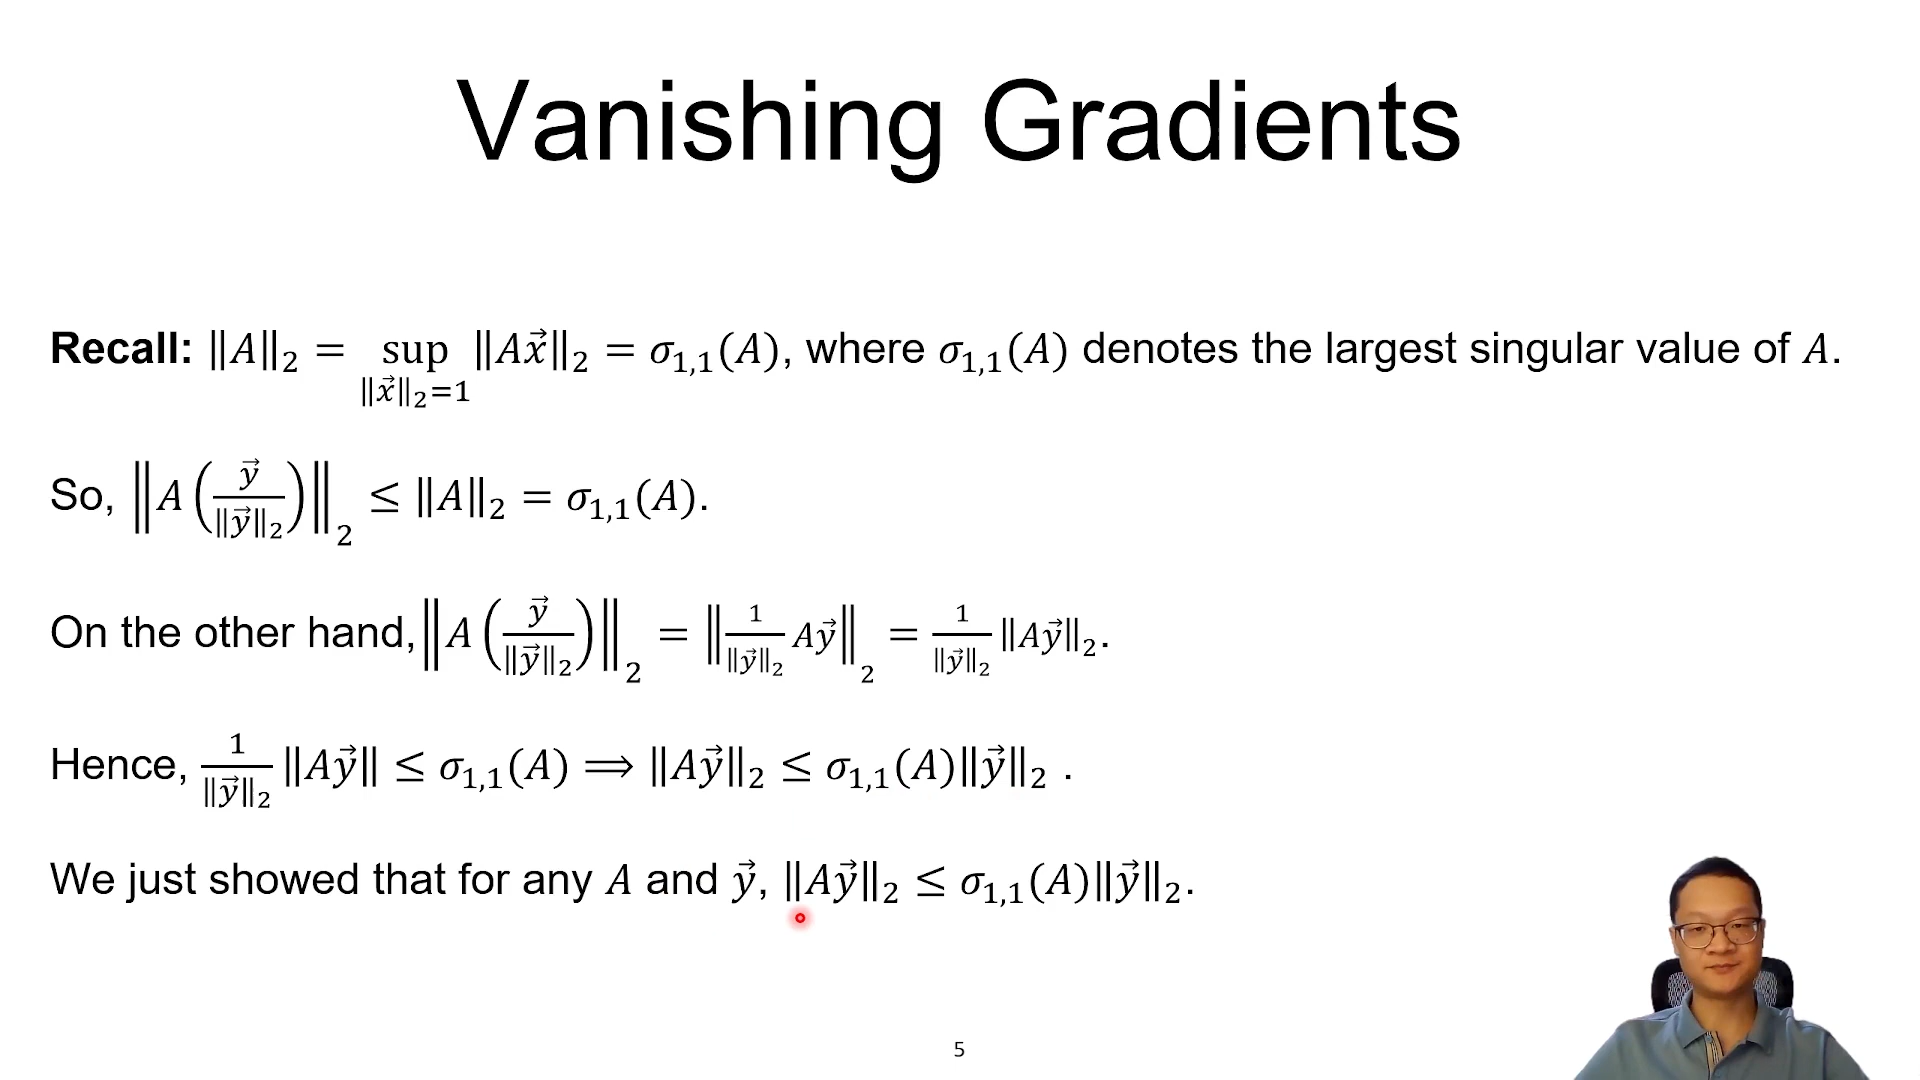 Vanishing Gradients
Recall: ‖A‖₂ = sup ‖Ax⃗‖₂ = σ₁,₁(A), where σ₁,₁(A) denotes the largest singular value of A.
‖x⃗‖₂=1
So, ‖A(y⃗/‖y⃗‖₂)‖₂ ≤ ‖A‖₂ = σ₁,₁(A).
On the other hand, ‖A(y⃗/‖y⃗‖₂)‖₂ = ‖1/‖y⃗‖₂ Ay⃗‖₂ = 1/‖y⃗‖₂ ‖Ay⃗‖₂.
Hence, 1/‖y⃗‖₂ ‖Ay⃗‖ ≤ σ₁,₁(A) ⟹ ‖Ay⃗‖₂ ≤ σ₁,₁(A)‖y⃗‖₂ .
We just showed that for any A and y⃗, ‖Ay⃗‖₂ ≤ σ₁,₁(A)‖y⃗‖₂.
5